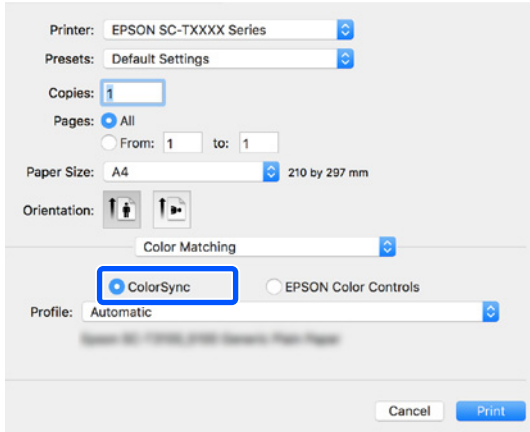 Printer: EPSON SC-TXXXX Series
Presets: Default Settings
Copies: 1
Pages: All
From: 1 to: 1
Paper Size: A4 210 by 297 mm
Orientation:
Color Matching
ColorSync EPSON Color Controls
Profile: Automatic
Cancel Print